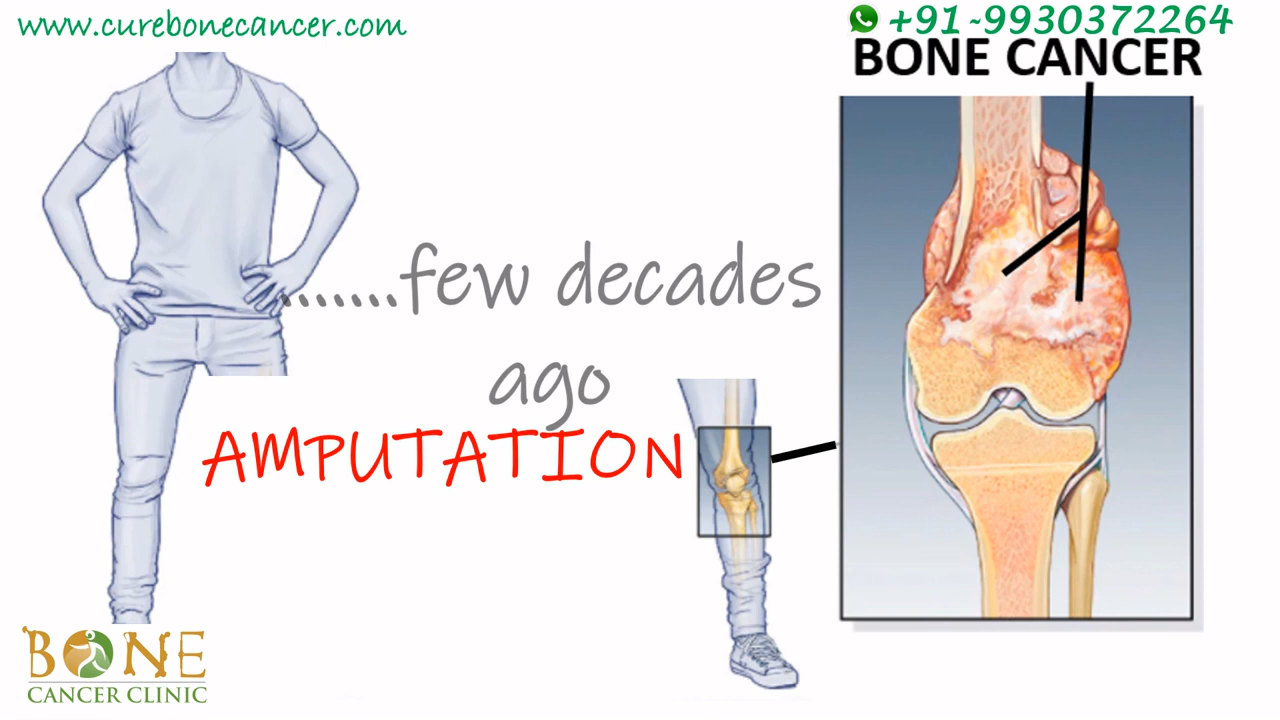 www.curebonecancer.com
+91-9930372264
BONE CANCER
.......few decades
ago
AMPUTATION
BONE
CANCER CLINIC